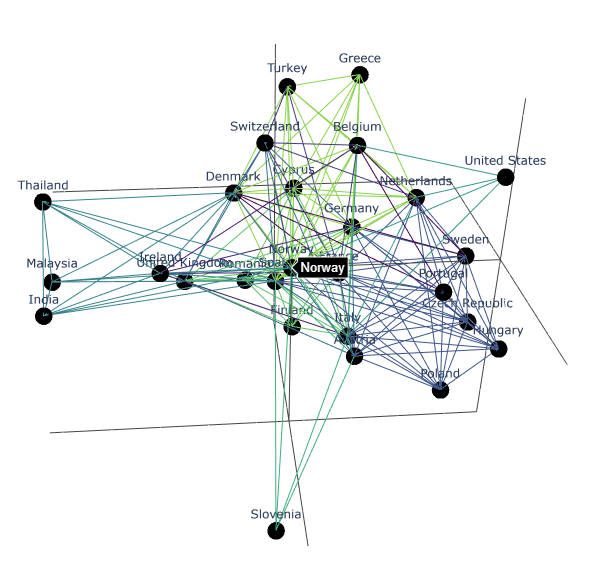 Greece
Turkey
Switzerland
Belgium
United States
Cyprus
Netherlands
Denmark
Thailand
Germany
Sweden
Norway
Ireland
Malaysia
United Kingdom
Romania
Norway
Portugal
India
Czech Republic
Finland
Italy
Hungary
Austria
Poland
Slovenia